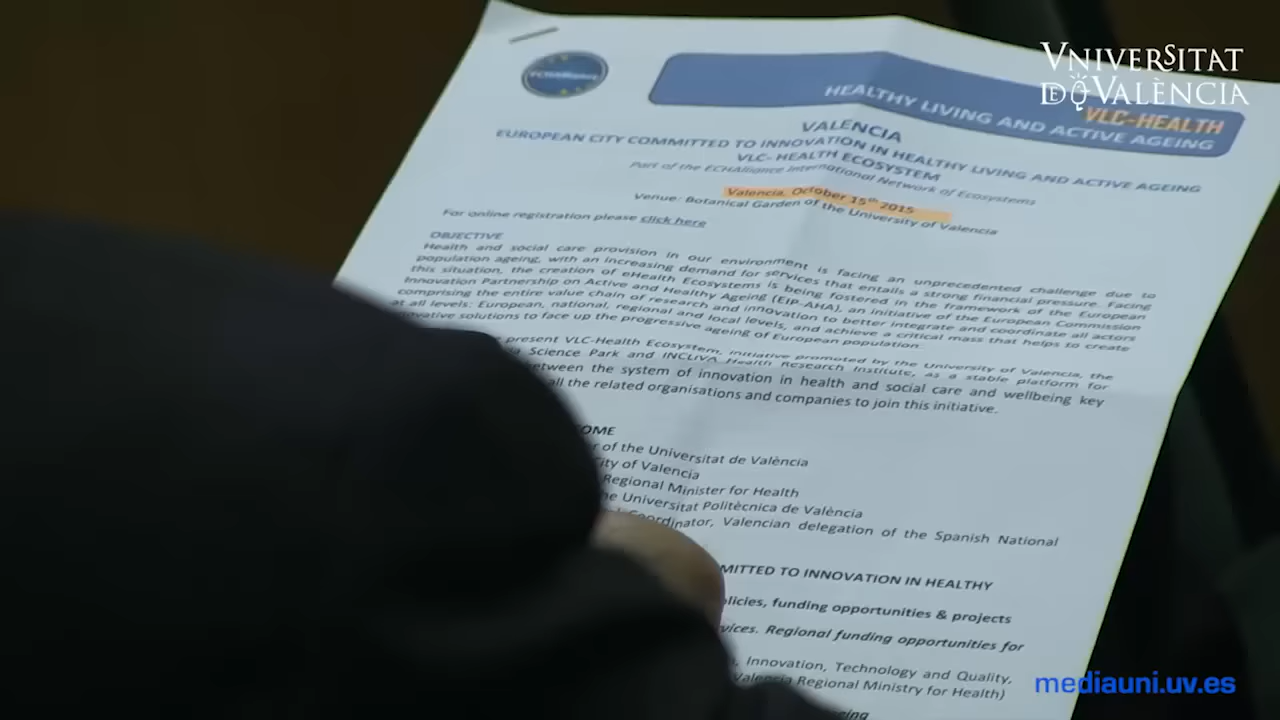 VNIVERSITAT
DE VALÈNCIA
ECHAlliance
VLC-HEALTH
HEALTHY LIVING AND ACTIVE AGEING
VALENCIA
EUROPEAN CITY COMMITTED TO INNOVATION IN HEALTHY LIVING AND ACTIVE AGEING
VLC- HEALTH ECOSYSTEM
Part of the ECHAlliance International Network of Ecosystems
Valencia, October 15th 2015
Venue: Botanical Garden of the University of Valencia
For online registration please click here
OBJECTIVE
Health and social care provision in our environment is facing an unprecedented challenge due to
population ageing, with an increasing demand for services that entails a strong financial pressure. Facing
this situation, the creation of eHealth Ecosystems is being fostered in the framework of the European
Innovation Partnership on Active and Healthy Ageing (EIP-AHA), an initiative of the European Commission
comprising the entire value chain of research and innovation to better integrate and coordinate all actors
at all levels: European, national, regional and local levels, and achieve a critical mass that helps to create
solutions to face up the progressive ageing of European population.
present VLC-Health Ecosystem, initiative promoted by the University of Valencia, the
Science Park and INCLIVA Health Research Institute, as a stable platform for
between the system of innovation in health and social care and wellbeing key
all the related organisations and companies to join this initiative.
of the Universitat de València
City of Valencia
Regional Minister for Health
Universitat Politècnica de València
Coordinator, Valencian delegation of the Spanish National
TO INNOVATION IN HEALTHY
funding opportunities & projects
Regional funding opportunities for
Innovation, Technology and Quality,
Valencia Regional Ministry for Health)
mediauni.uv.es